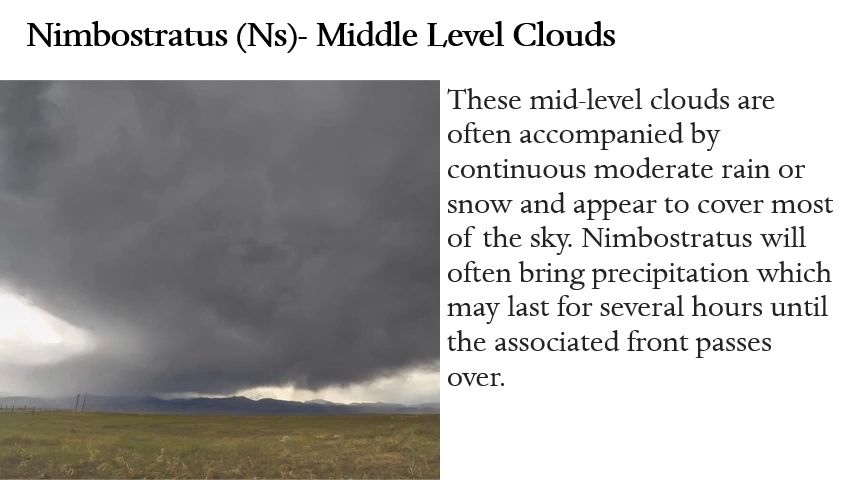 Nimbostratus (Ns)- Middle Level Clouds
These mid-level clouds are
often accompanied by
continuous moderate rain or
snow and appear to cover most
of the sky. Nimbostratus will
often bring precipitation which
may last for several hours until
the associated front passes
over.